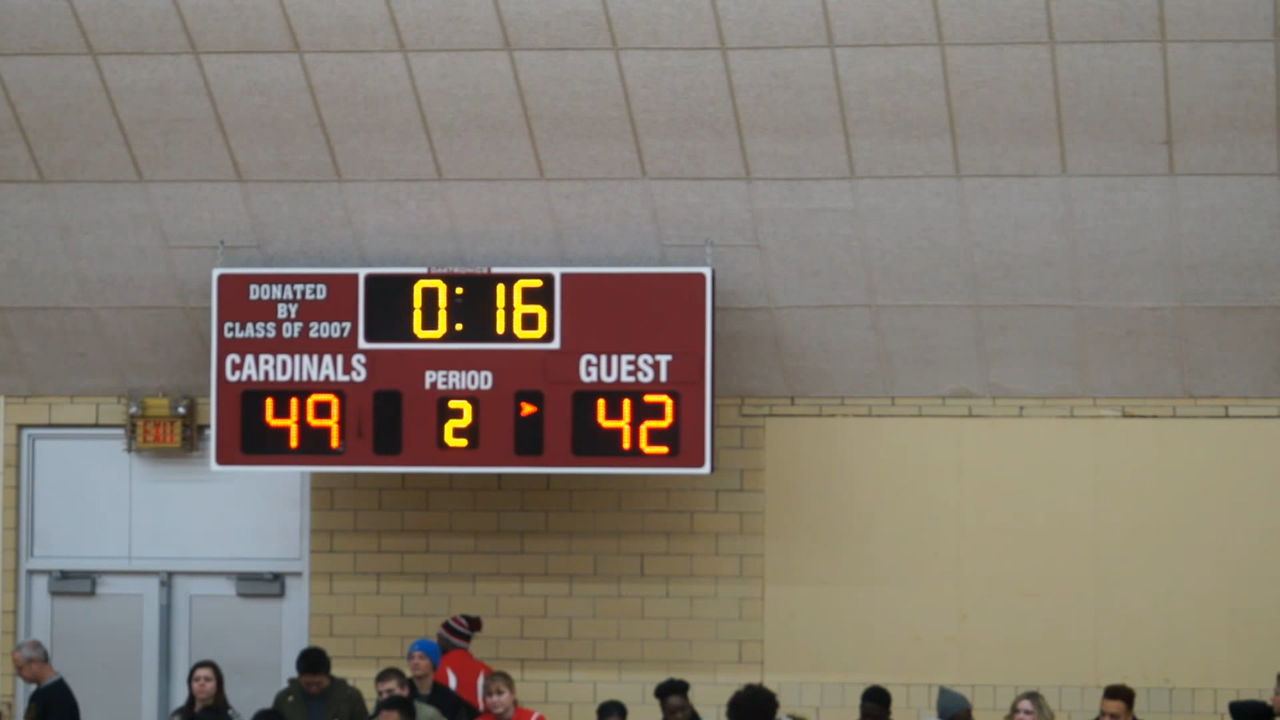 DONATED
BY
CLASS OF 2007
0:16
CARDINALS
PERIOD
GUEST
49
2
42
EXIT